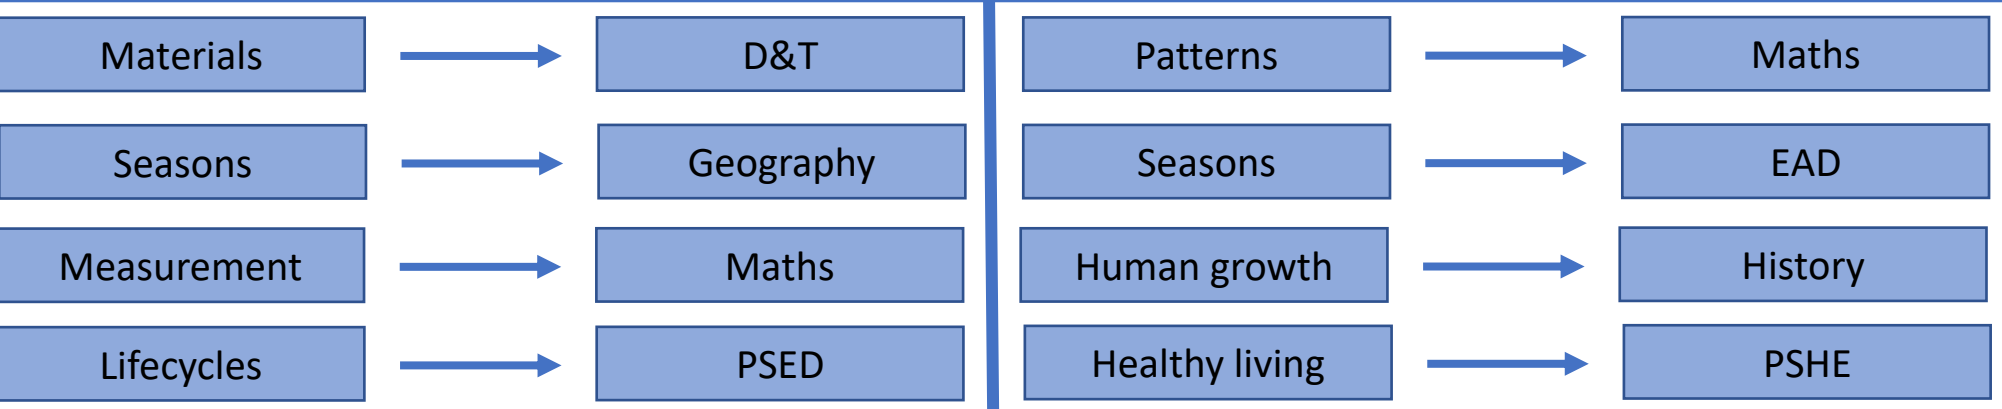 Materials
D&T
Seasons
Geography
Measurement
Maths
Lifecycles
PSED
Patterns
Maths
Seasons
EAD
Human growth
History
Healthy living
PSHE